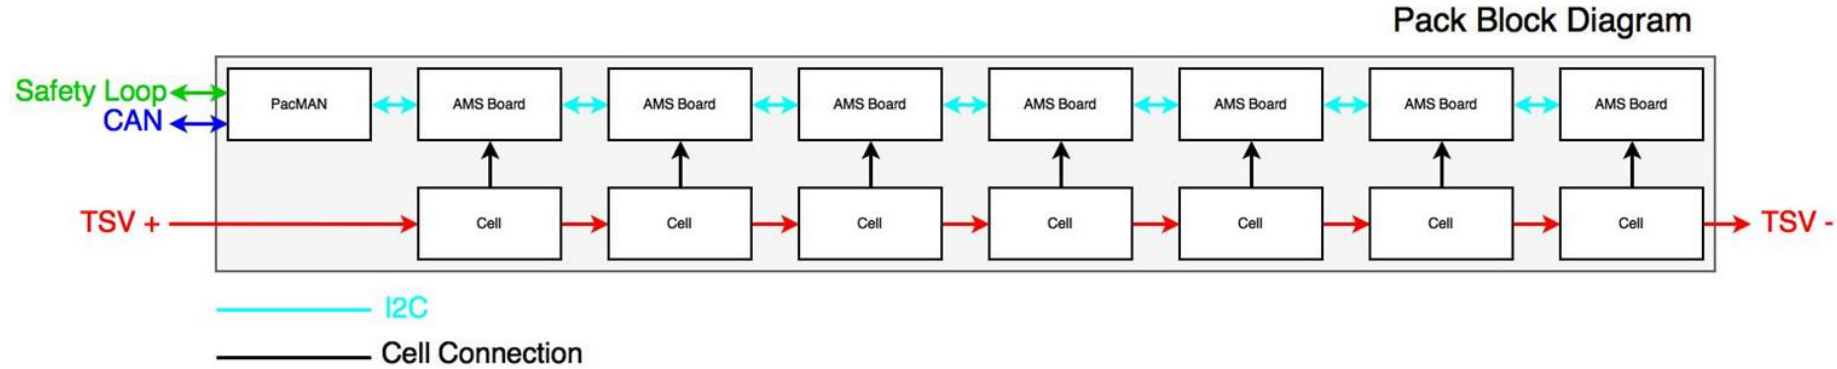 Pack Block Diagram
Safety Loop
CAN
PacMAN
AMS Board
AMS Board
AMS Board
AMS Board
AMS Board
AMS Board
AMS Board
TSV +
Cell
Cell
Cell
Cell
Cell
Cell
Cell
TSV -
I2C
Cell Connection